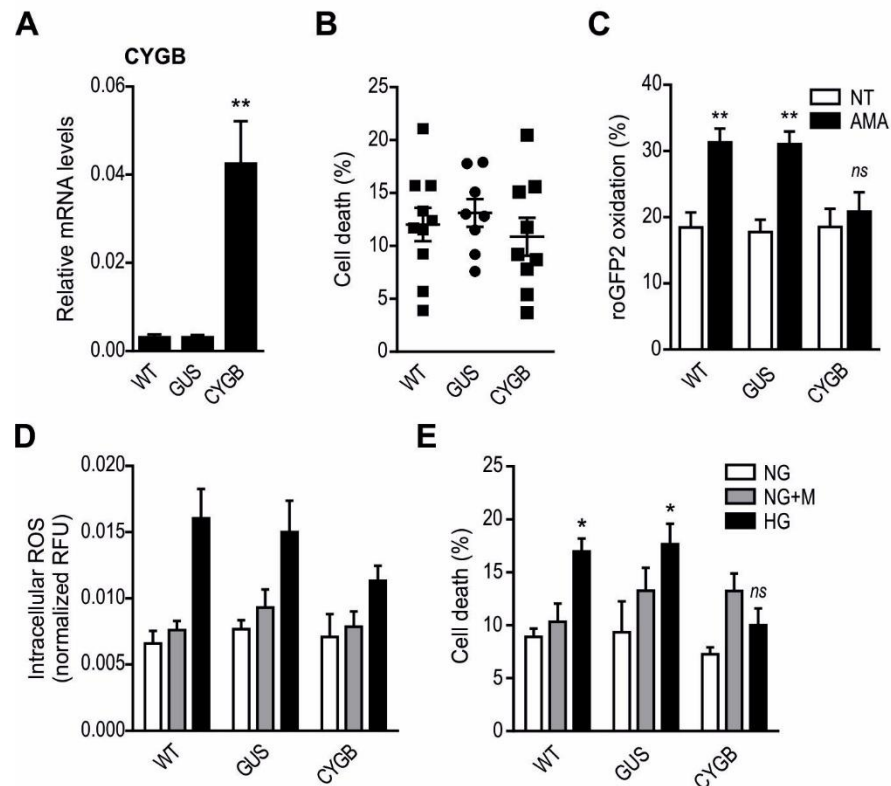 A
CYGB
Relative mRNA levels
0.06
0.04
0.02
0.00
**
WT
GUS
CYGB
B
Cell death (%)
25
20
15
10
5
0
WT
GUS
CYGB
C
roGFP2 oxidation (%)
40
30
20
10
0
** ** ns
NT
AMA
WT
GUS
CYGB
D
Intracellular ROS
(normalized RFU)
0.020
0.015
0.010
0.005
0.000
WT
GUS
CYGB
E
Cell death (%)
25
20
15
10
5
0
* * ns
NG
NG+M
HG
WT
GUS
CYGB